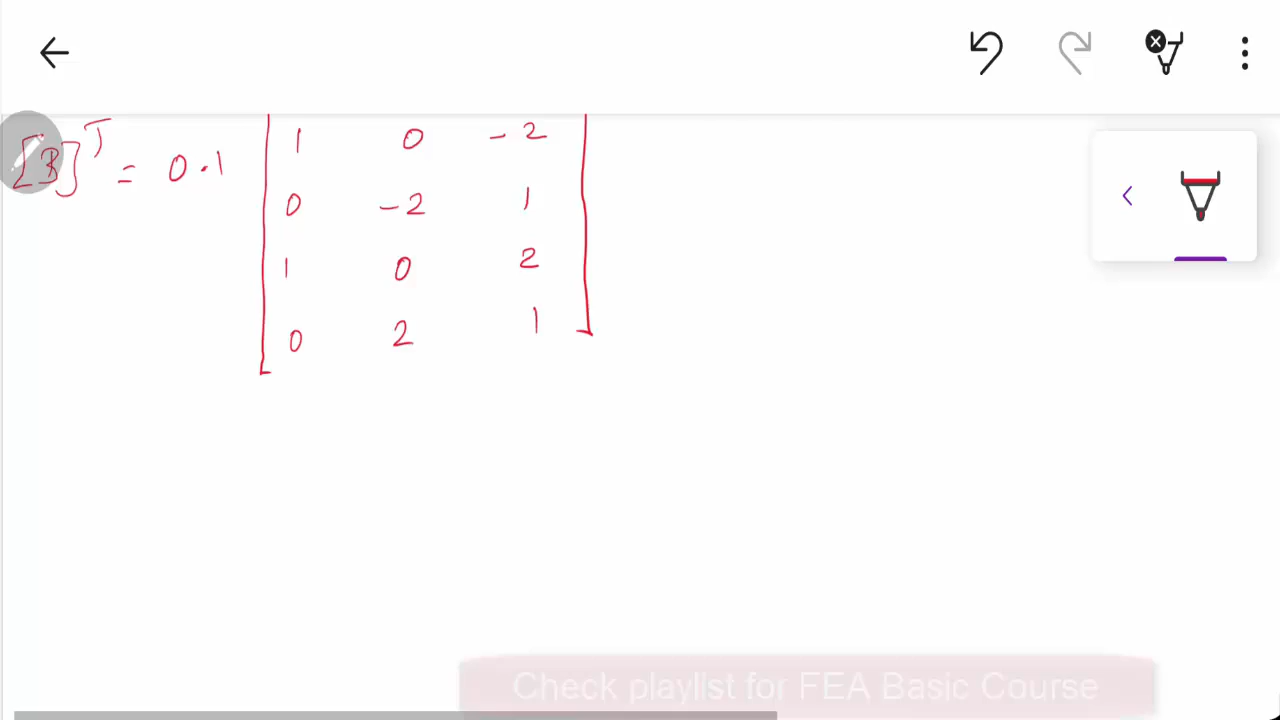 1 0 -2
[B]^T = 0.1
0 -2 1
1 0 2
0 2 1
Check playlist for FEA Basic Course